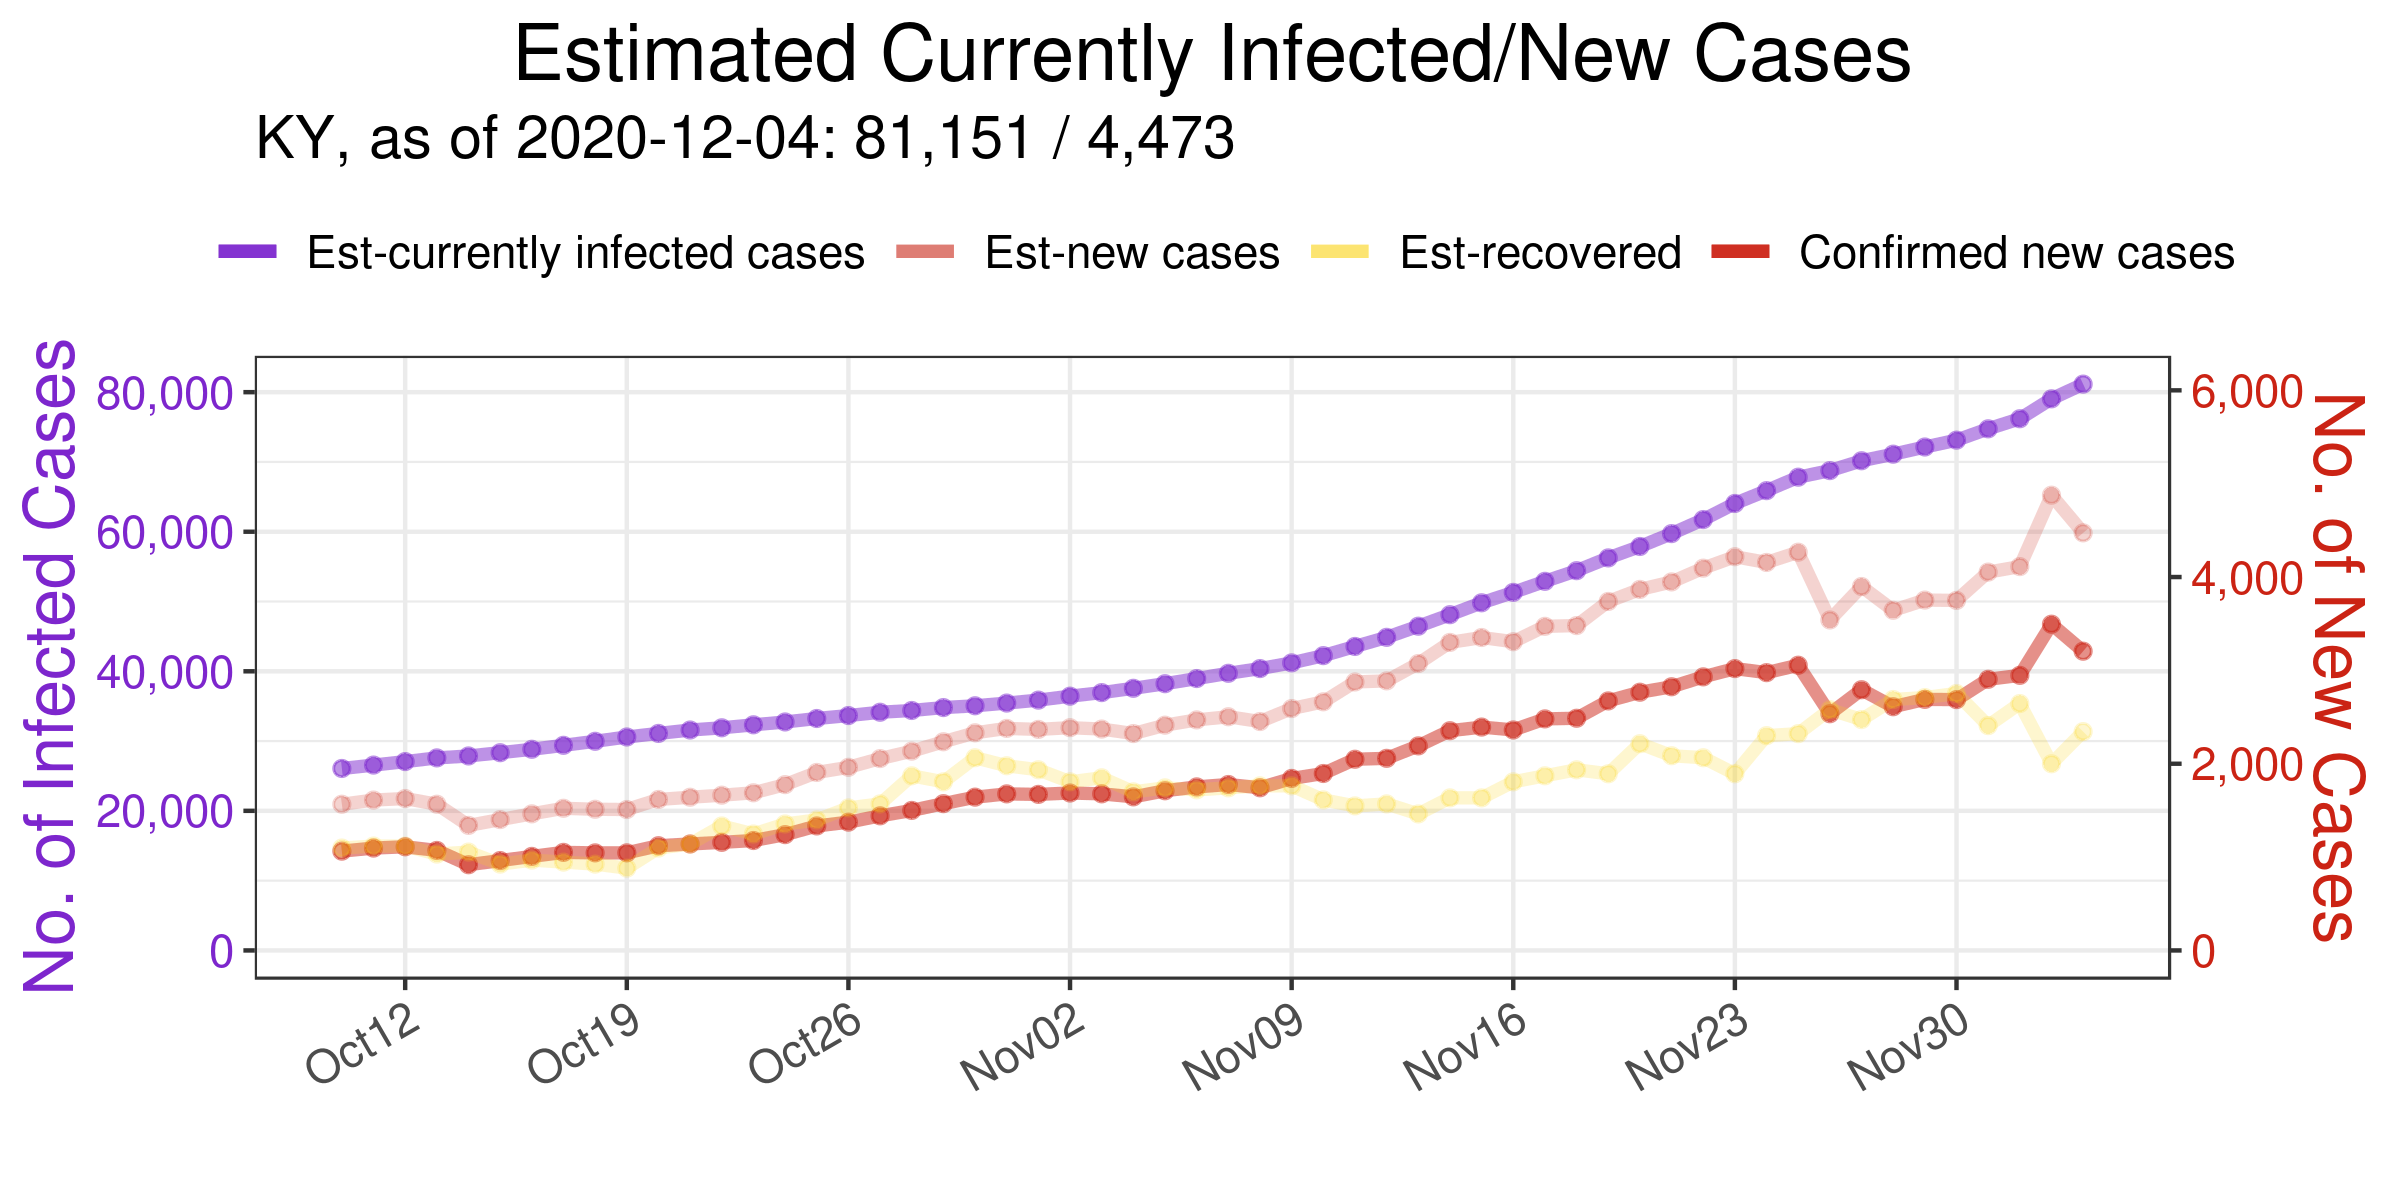 Estimated Currently Infected/New Cases
KY, as of 2020-12-04: 81,151 / 4,473
Est-currently infected cases Est-new cases Est-recovered Confirmed new cases
No. of Infected Cases
80,000
60,000
40,000
20,000
0
6,000
4,000
2,000
0
No. of New Cases
Oct12 Oct19 Oct26 Nov02 Nov09 Nov16 Nov23 Nov30